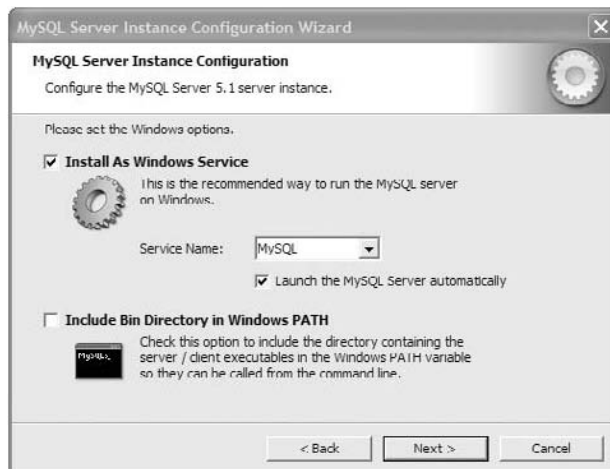 MySQL Server Instance Configuration Wizard
MySQL Server Instance Configuration
Configure the MySQL Server 5.1 server instance.
Please set the Windows options.
Install As Windows Service
This is the recommended way to run the MySQL server
on Windows.
Service Name:
MySQL
Launch the MySQL Server automatically
Include Bin Directory in Windows PATH
Check this option to include the directory containing the
server / client executables in the Windows PATH variable
so they can be called from the command line.
MySQL
< Back
Next >
Cancel